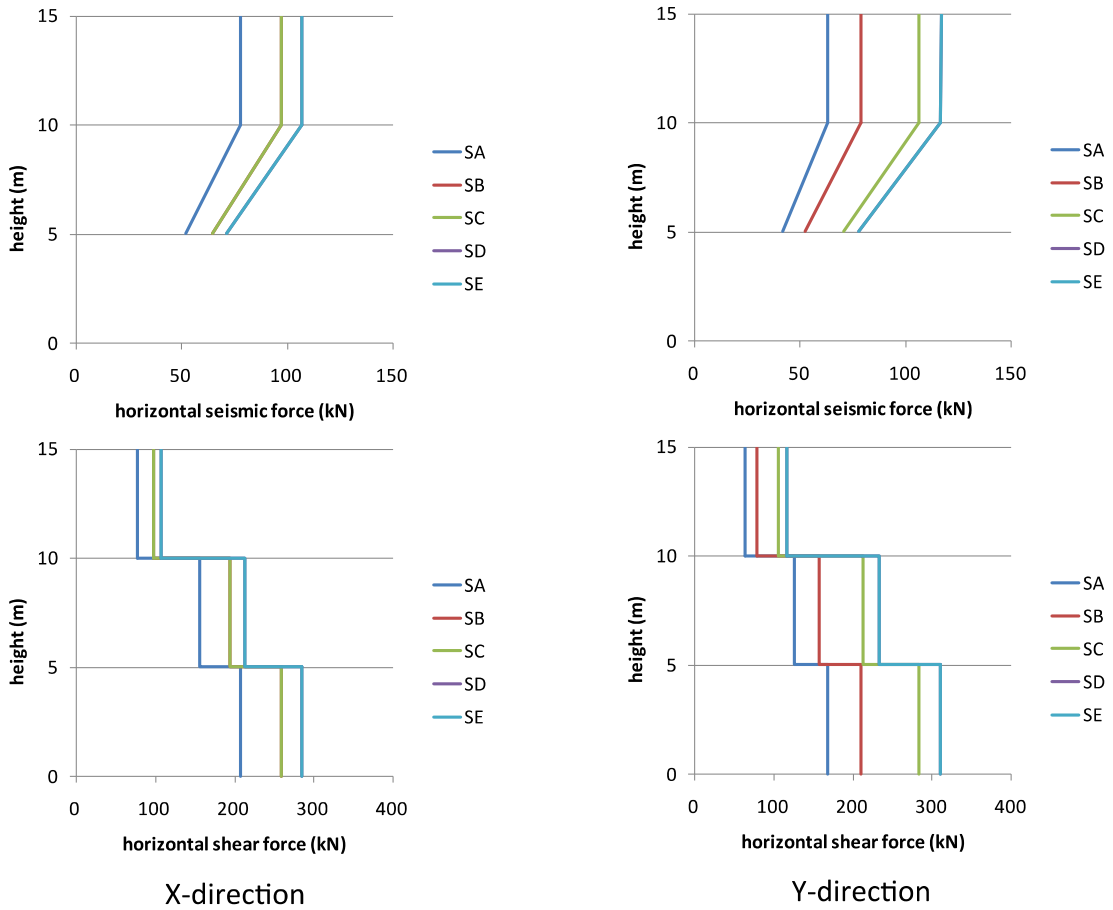 15
10
5
0
height (m)
0 50 100 150
horizontal seismic force (kN)
SA
SB
SC
SD
SE
15
10
5
0
height (m)
0 50 100 150
horizontal seismic force (kN)
SA
SB
SC
SD
SE
15
10
5
0
height (m)
0 100 200 300 400
horizontal shear force (kN)
SA
SB
SC
SD
SE
15
10
5
0
height (m)
0 100 200 300 400
horizontal shear force (kN)
SA
SB
SC
SD
SE
X-direction
Y-direction